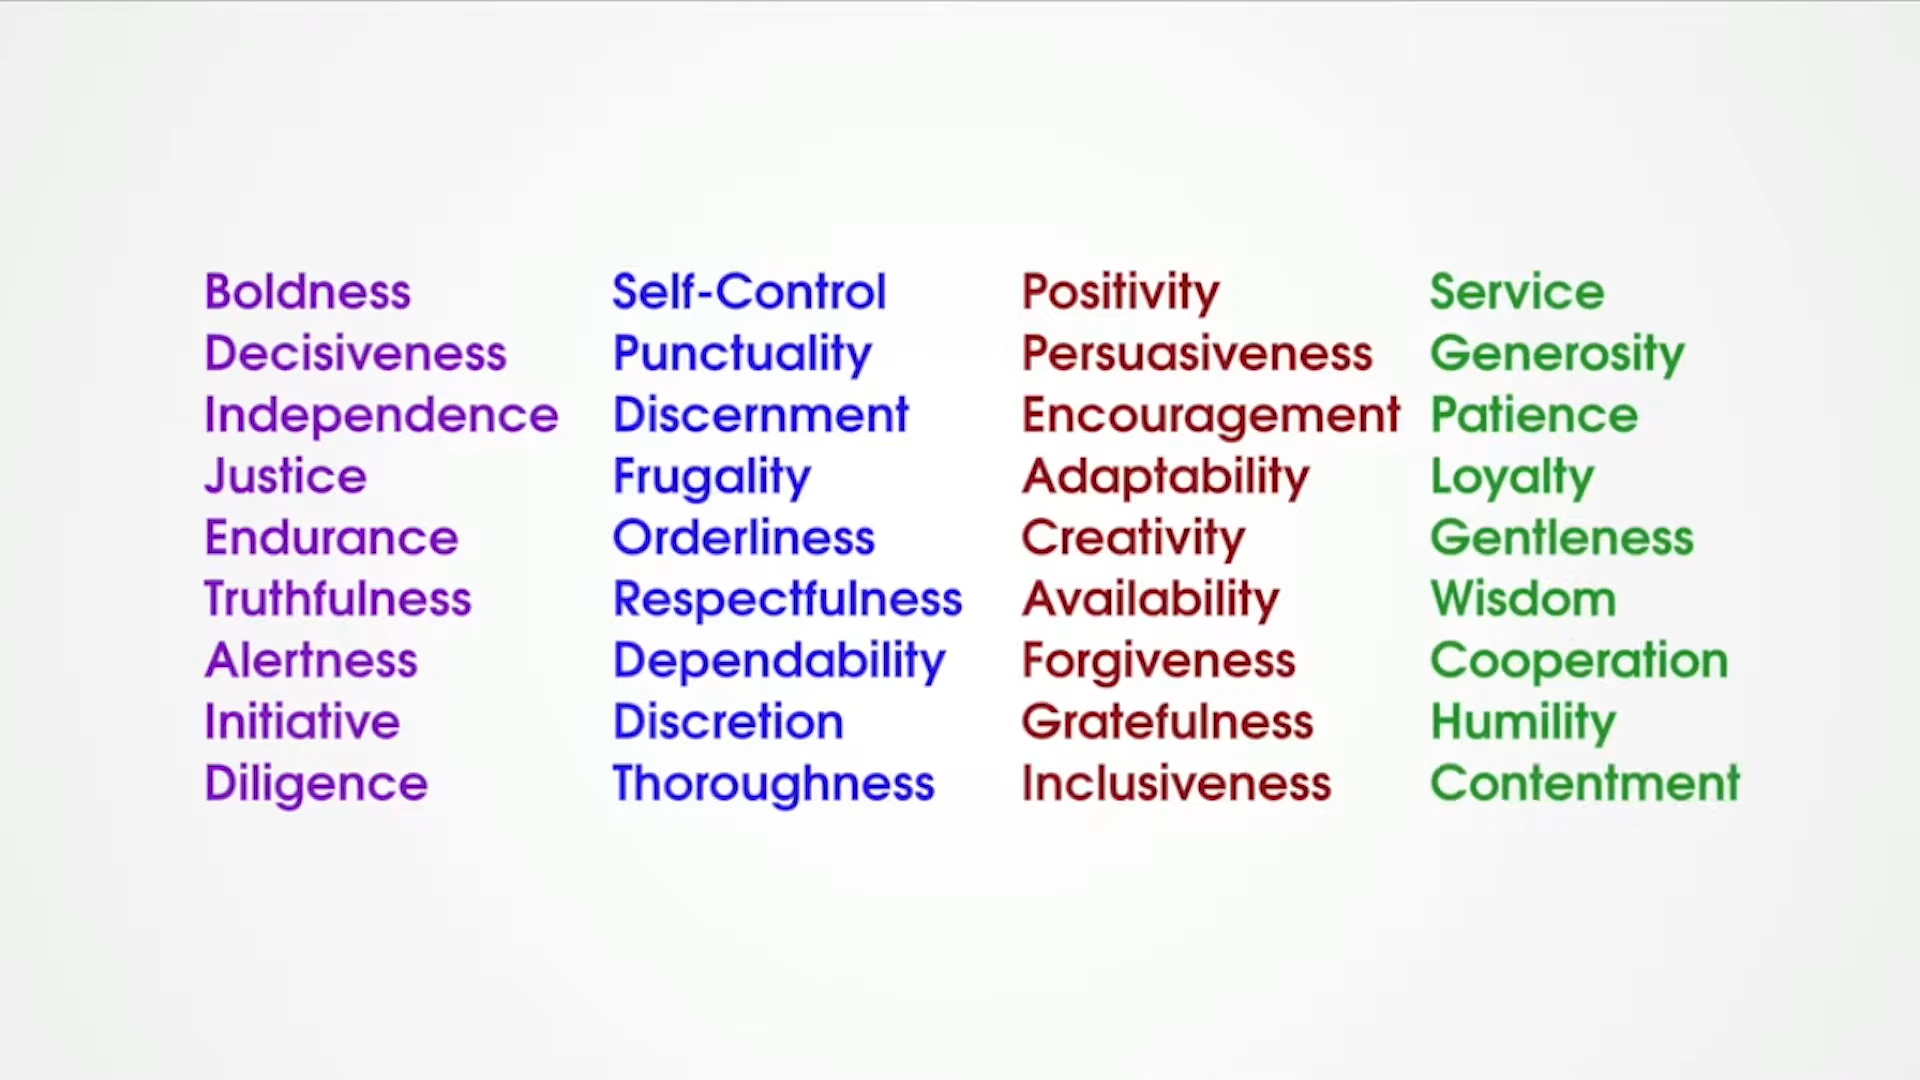 Boldness
Decisiveness
Independence
Justice
Endurance
Truthfulness
Alertness
Initiative
Diligence
Self-Control
Punctuality
Discernment
Frugality
Orderliness
Respectfulness
Dependability
Discretion
Thoroughness
Positivity
Persuasiveness
Encouragement
Adaptability
Creativity
Availability
Forgiveness
Gratefulness
Inclusiveness
Service
Generosity
Patience
Loyalty
Gentleness
Wisdom
Cooperation
Humility
Contentment